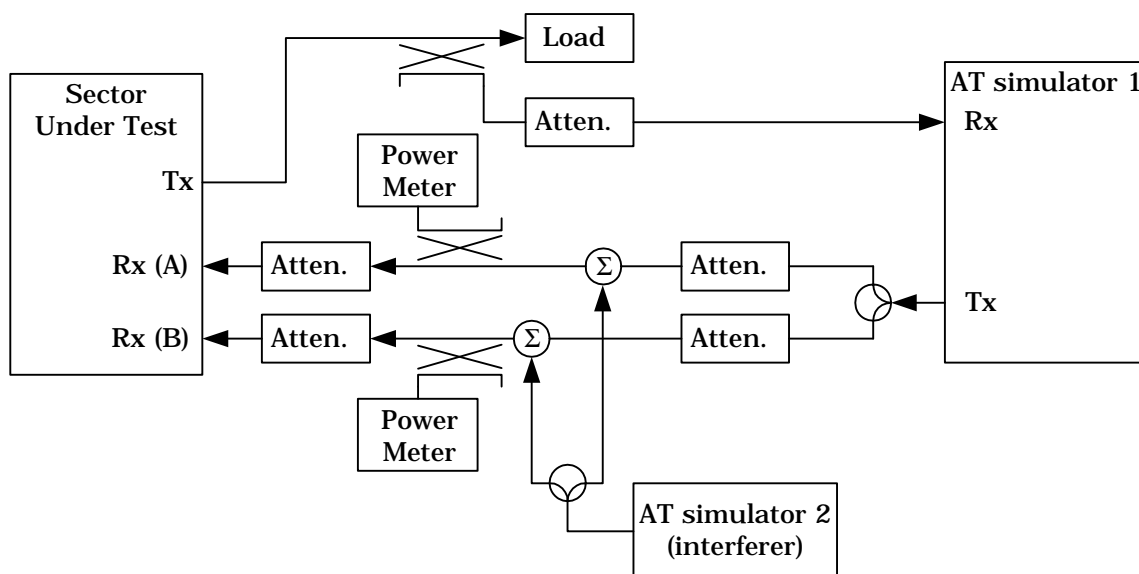 Load
Sector
Under Test
AT simulator 1
Atten.
Rx
Power
Meter
Tx
Rx (A)
Atten.
Σ
Atten.
Tx
Rx (B)
Atten.
Σ
Atten.
Power
Meter
AT simulator 2
(interferer)